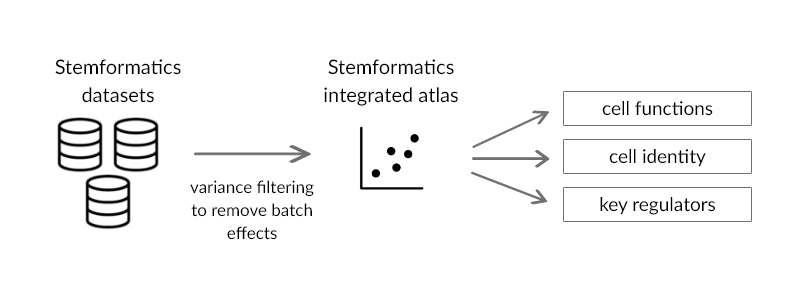 Stemformatics
datasets
variance filtering
to remove batch
effects
Stemformatics
integrated atlas
cell functions
cell identity
key regulators